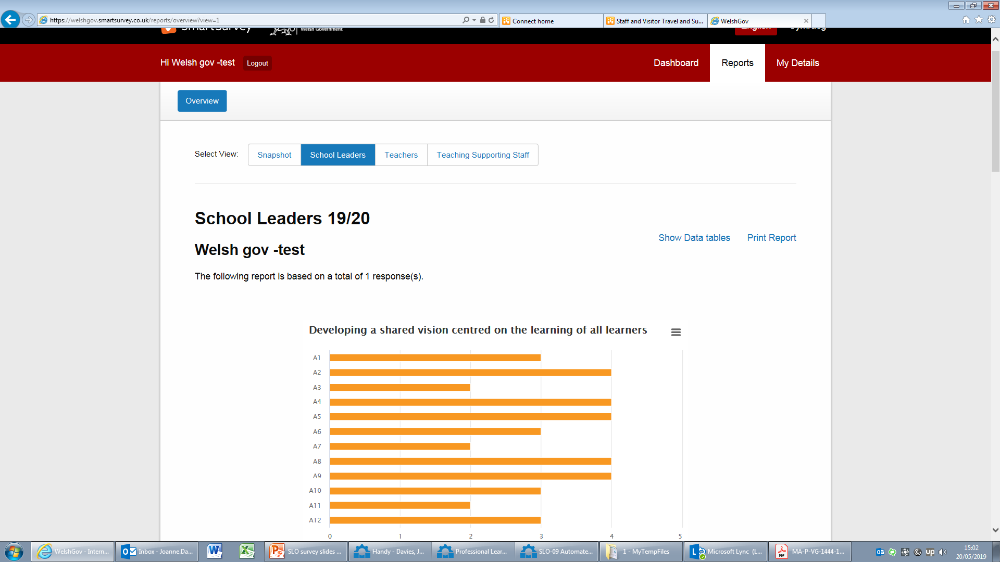 https://welshgov.smartsurvey.co.uk/reports/overview?view=1
Connect home
Staff and Visitor Travel and Su...
WelshGov
SmartSurvey
Welsh Government
English
Cymraeg
Hi Welsh gov -test
Logout
Dashboard
Reports
My Details
Overview
Select View:
Snapshot
School Leaders
Teachers
Teaching Supporting Staff
School Leaders 19/20
Show Data tables
Print Report
Welsh gov -test
The following report is based on a total of 1 response(s).
Developing a shared vision centred on the learning of all learners
A1
A2
A3
A4
A5
A6
A7
A8
A9
A10
A11
A12
0 1 2 3 4 5
WelshGov - Intern...
Inbox - Joanne.Da...
SLO survey slides ...
Handy - Davies, J...
Professional Lear...
SLO-09 Automate...
1 - MyTempFiles
Microsoft Lync (L...
MA-P-VG-1444-1...
15:02
20/05/2019